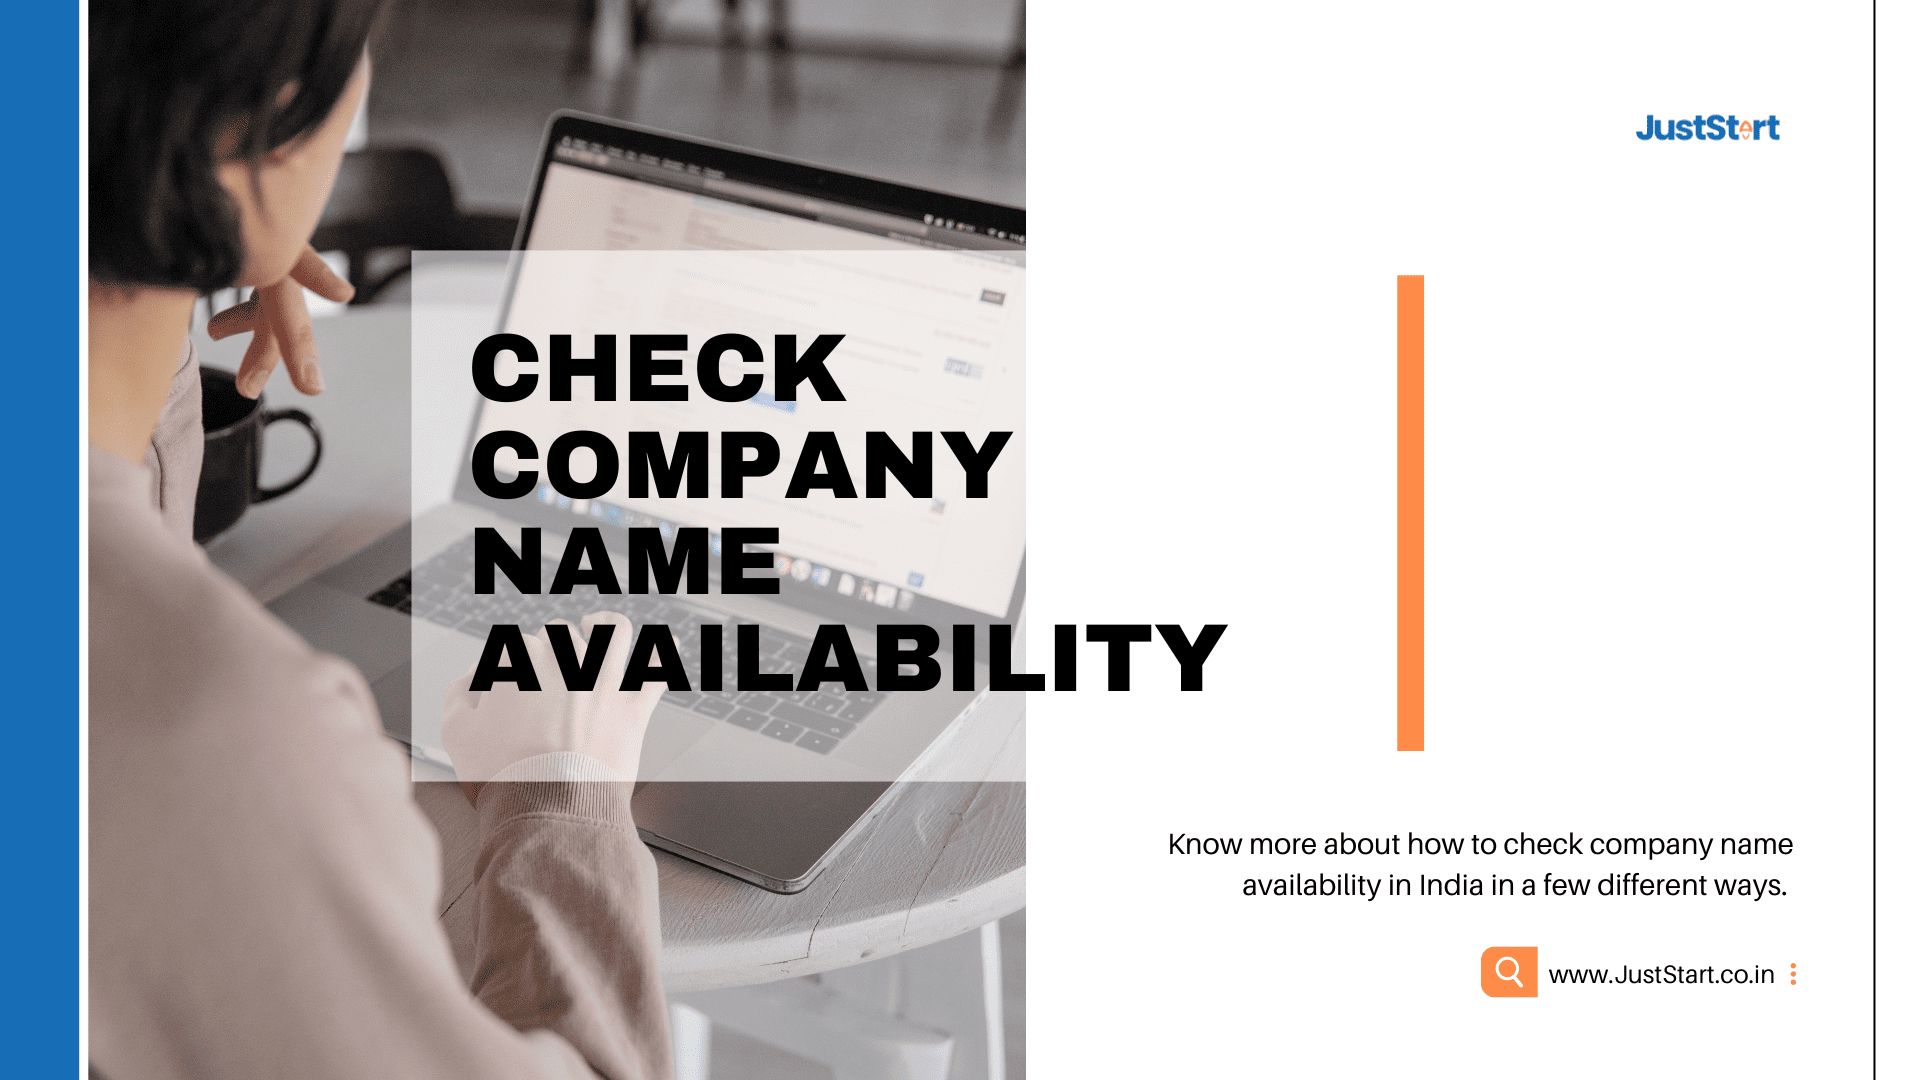 JustStart
CHECK
COMPANY
NAME
AVAILABILITY
Know more about how to check company name
availability in India in a few different ways.
www.JustStart.co.in